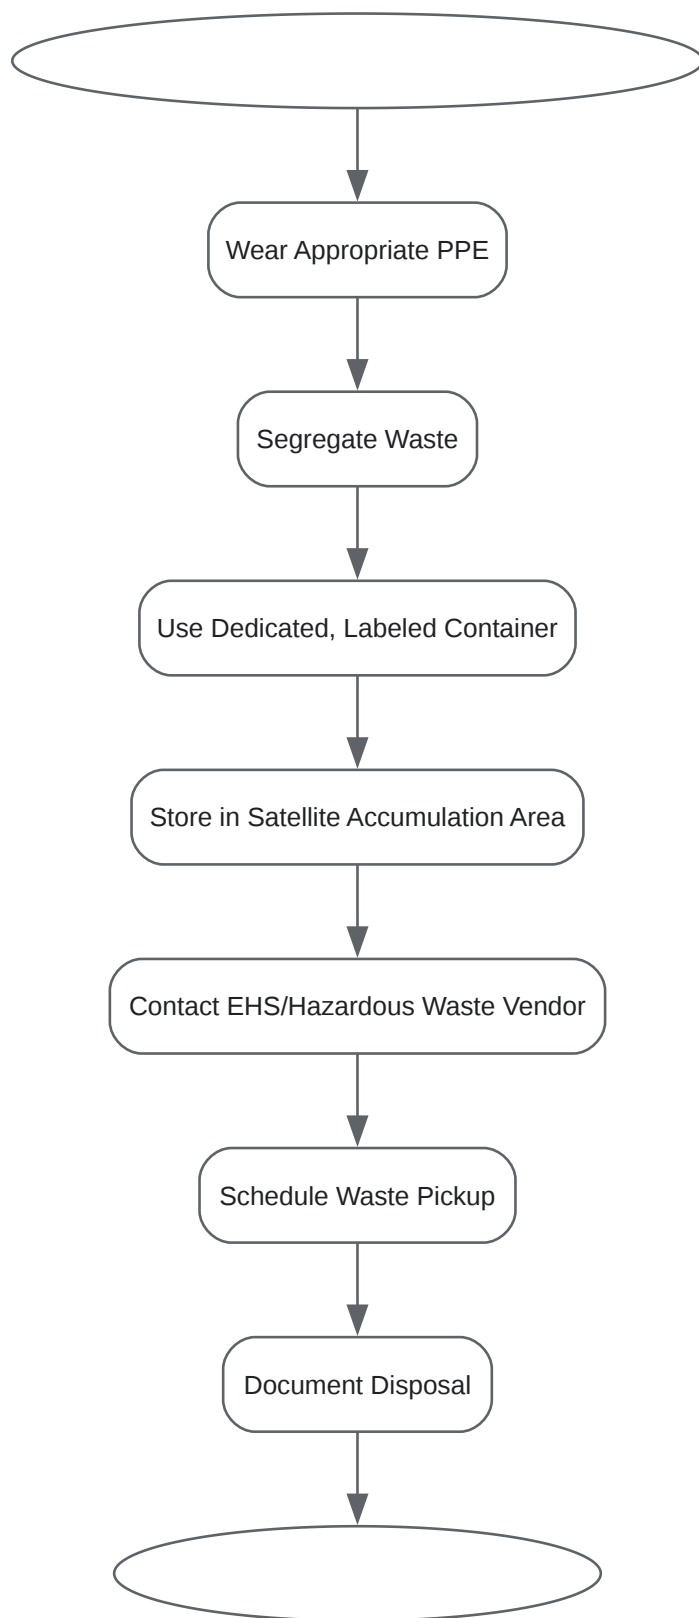 Wear Appropriate PPE
Segregate Waste
Use Dedicated, Labeled Container
Store in Satellite Accumulation Area
Contact EHS/Hazardous Waste Vendor
Schedule Waste Pickup
Document Disposal